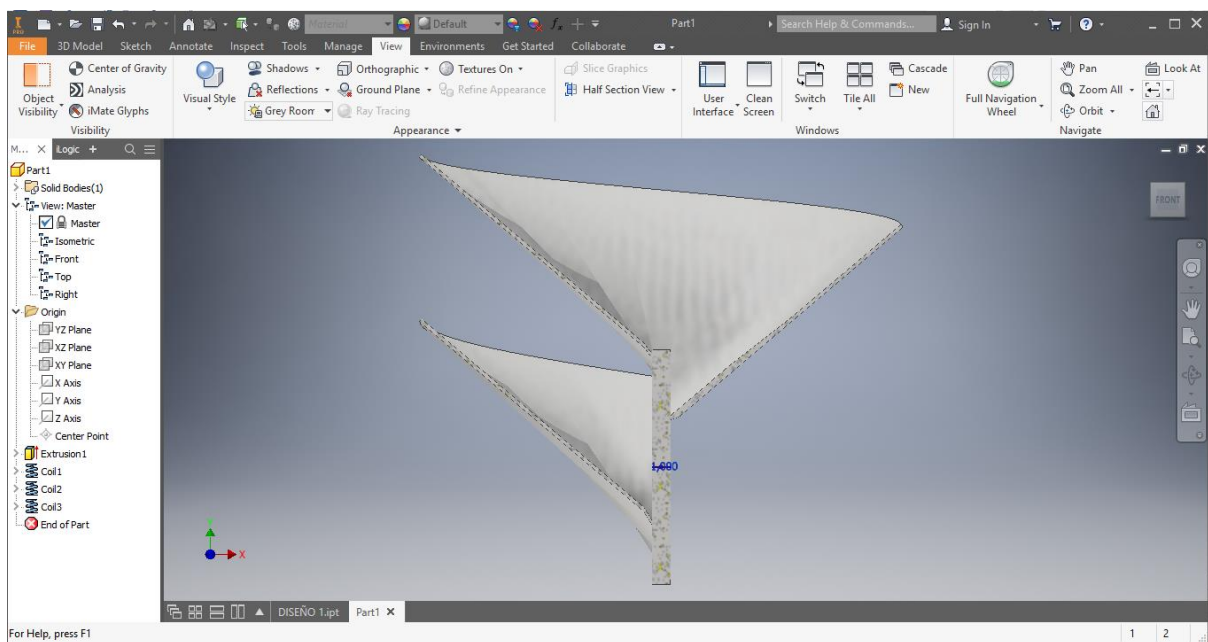 PRO
Material
Default
Part1
Search Help & Commands...
Sign In
File 3D Model Sketch Annotate Inspect Tools Manage View Environments Get Started Collaborate
Object Visibility
Center of Gravity
Analysis
iMate Glyphs
Visibility
Visual Style
Shadows
Reflections
Grey Room
Orthographic
Ground Plane
Ray Tracing
Textures On
Refine Appearance
Appearance
Slice Graphics
Half Section View
User Interface
Clean Screen
Switch
Tile All
Cascade
New
Windows
Full Navigation Wheel
Pan
Zoom All
Orbit
Look At
Navigate
M... iLogic +
Part1
Solid Bodies(1)
View: Master
Master
Isometric
Front
Top
Right
Origin
YZ Plane
XZ Plane
XY Plane
X Axis
Y Axis
Z Axis
Center Point
Extrusion1
Coil1
Coil2
Coil3
End of Part
FRONT
1,000
X
DISEÑO 1.ipt Part1
For Help, press F1
1 2